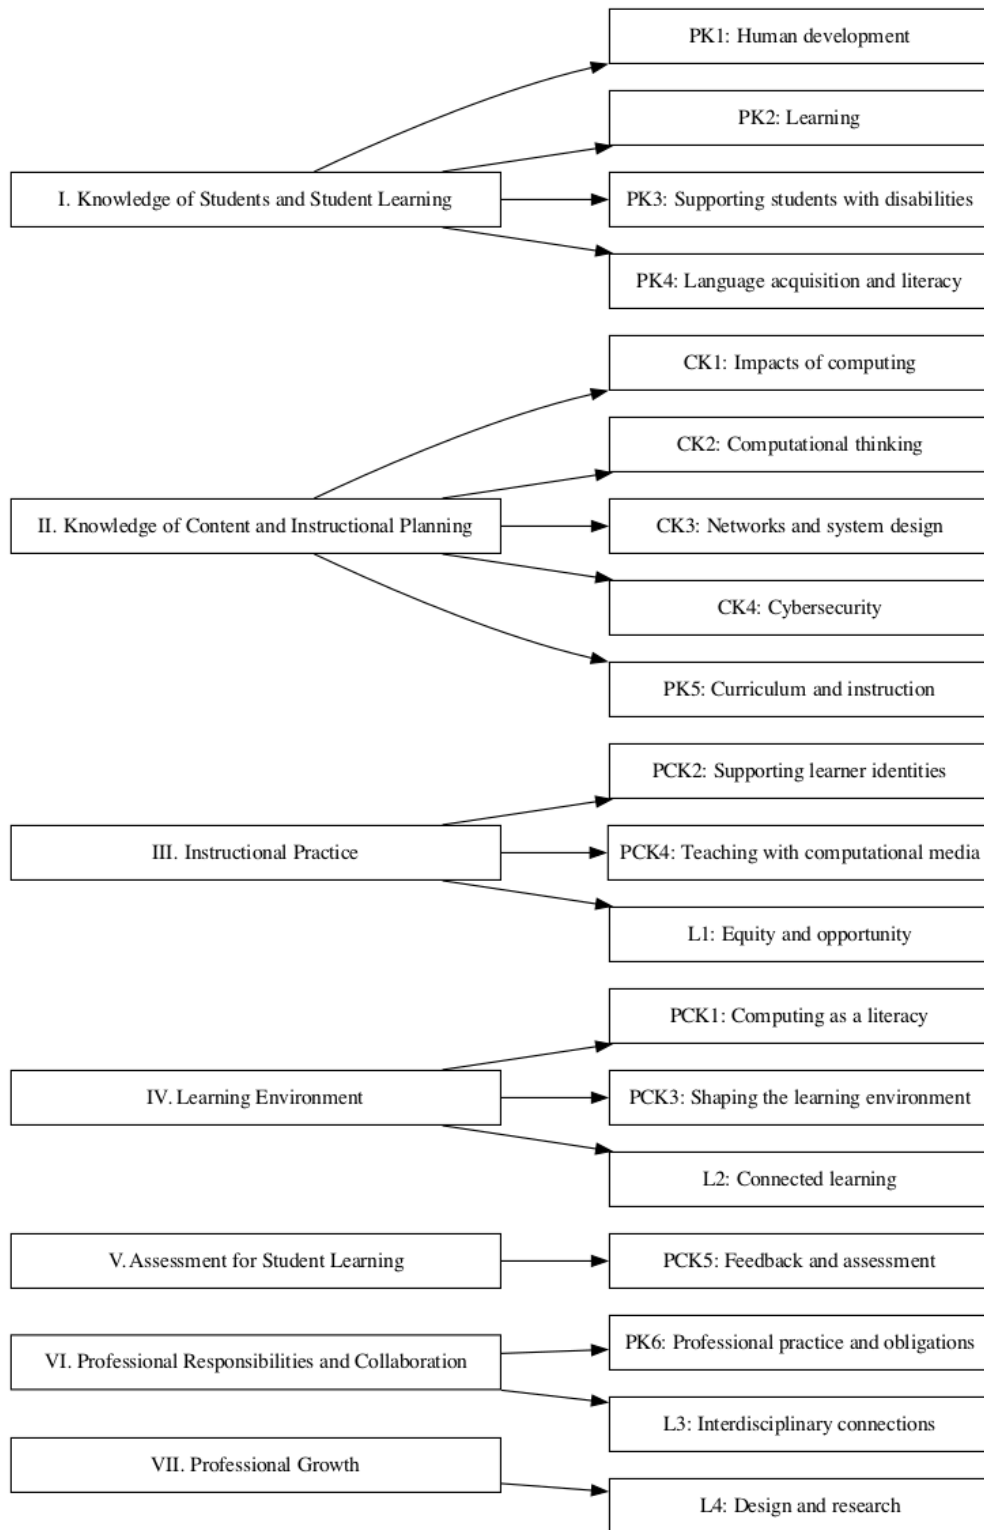 PK1: Human development
PK2: Learning
I. Knowledge of Students and Student Learning
PK3: Supporting students with disabilities
PK4: Language acquisition and literacy
CK1: Impacts of computing
CK2: Computational thinking
II. Knowledge of Content and Instructional Planning
CK3: Networks and system design
CK4: Cybersecurity
PK5: Curriculum and instruction
PCK2: Supporting learner identities
III. Instructional Practice
PCK4: Teaching with computational media
L1: Equity and opportunity
PCK1: Computing as a literacy
IV. Learning Environment
PCK3: Shaping the learning environment
L2: Connected learning
V. Assessment for Student Learning
PCK5: Feedback and assessment
PK6: Professional practice and obligations
VI. Professional Responsibilities and Collaboration
L3: Interdisciplinary connections
VII. Professional Growth
L4: Design and research